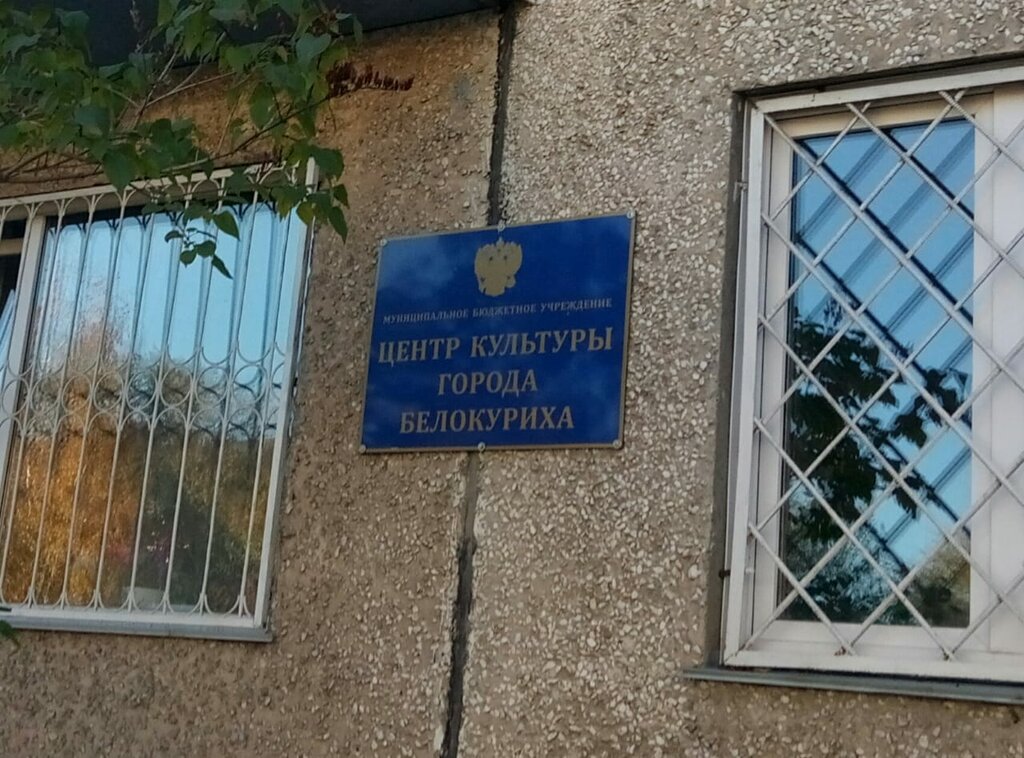 МУНИЦИПАЛЬНОЕ БЮДЖЕТНОЕ УЧРЕЖДЕНИЕ
ЦЕНТР КУЛЬТУРЫ
ГОРОДА
БЕЛОКУРИХА